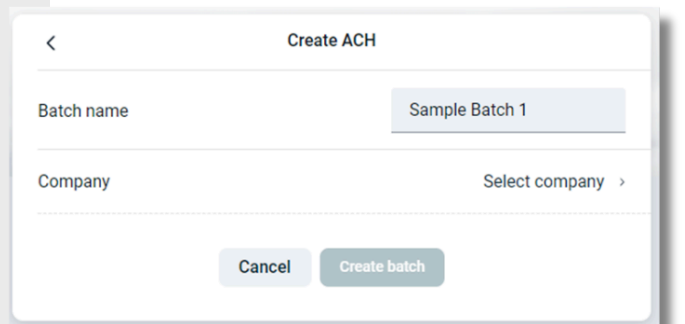 Create ACH
Batch name
Sample Batch 1
Company
Select company
Cancel
Create batch